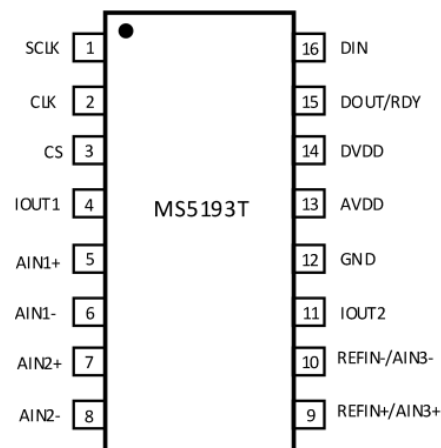 SCLK 1 16 DIN
CLK 2 15 DOUT/RDY
CS 3 14 DVDD
IOUT1 4 MS5193T 13 AVDD
AIN1+ 5 12 GND
AIN1- 6 11 IOUT2
AIN2+ 7 10 REFIN-/AIN3-
AIN2- 8 9 REFIN+/AIN3+